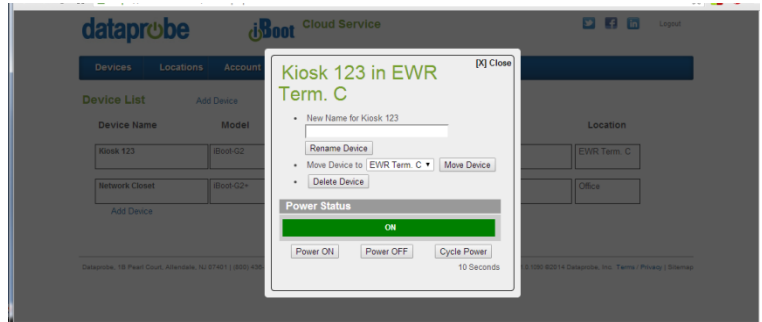 dataprobe
iBoot Cloud Service
Logout
Devices Locations Account
Device List Add Device
Device Name Model Location
Kiosk 123 iBoot-G2 EWR Term. C
Network Closet iBoot-G2+ Office
Add Device
[X] Close
Kiosk 123 in EWR
Term. C
New Name for Kiosk 123
Rename Device
Move Device to EWR Term. C Move Device
Delete Device
Power Status
ON
Power ON Power OFF Cycle Power
10 Seconds
Dataprobe, 1B Pearl Court, Allendale, NJ 07401
©2014 Dataprobe, Inc. Terms / Privacy | Sitemap